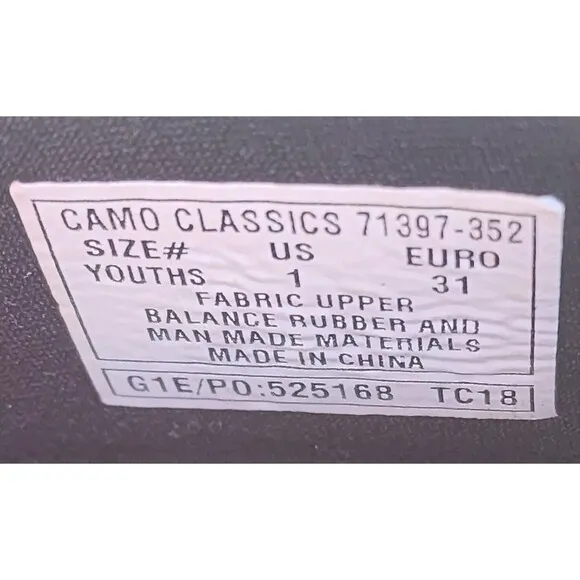 CAMO CLASSICS 71397-352
SIZE# US EURO
YOUTHS 1 31
FABRIC UPPER
BALANCE RUBBER AND
MAN MADE MATERIALS
MADE IN CHINA
G1E/PO:525168 TC18